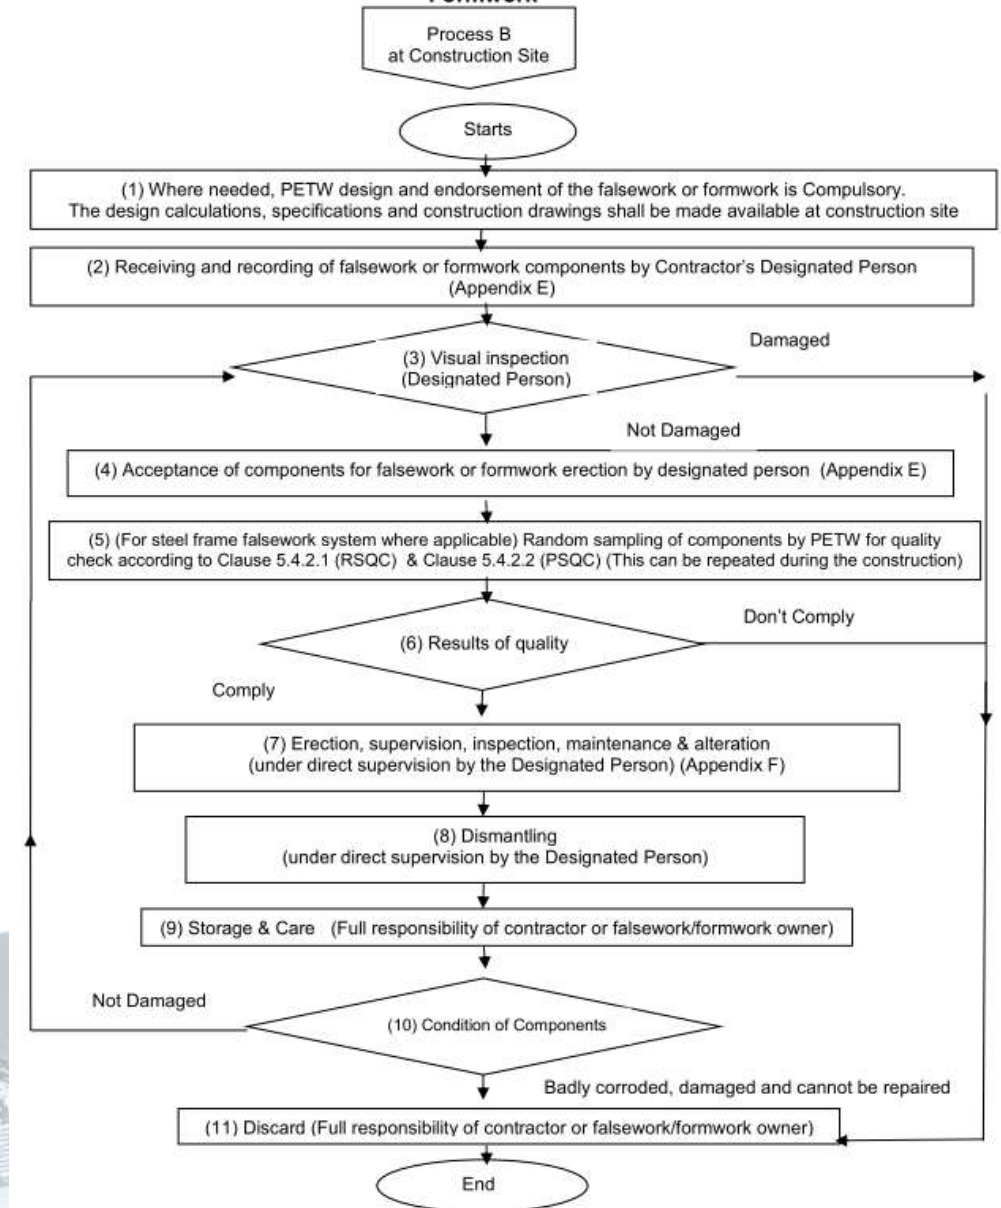 Process B
at Construction Site
Starts
(1) Where needed, PETW design and endorsement of the falsework or formwork is Compulsory.
The design calculations, specifications and construction drawings shall be made available at construction site
(2) Receiving and recording of falsework or formwork components by Contractor's Designated Person
(Appendix E)
Damaged
(3) Visual inspection
(Designated Person)
Not Damaged
(4) Acceptance of components for falsework or formwork erection by designated person (Appendix E)
(5) (For steel frame falsework system where applicable) Random sampling of components by PETW for quality
check according to Clause 5.4.2.1 (RSQC) & Clause 5.4.2.2 (PSQC) (This can be repeated during the construction)
Don't Comply
(6) Results of quality
Comply
(7) Erection, supervision, inspection, maintenance & alteration
(under direct supervision by the Designated Person) (Appendix F)
(8) Dismantling
(under direct supervision by the Designated Person)
(9) Storage & Care (Full responsibility of contractor or falsework/formwork owner)
Not Damaged
(10) Condition of Components
Badly corroded, damaged and cannot be repaired
(11) Discard (Full responsibility of contractor or falsework/formwork owner)
End